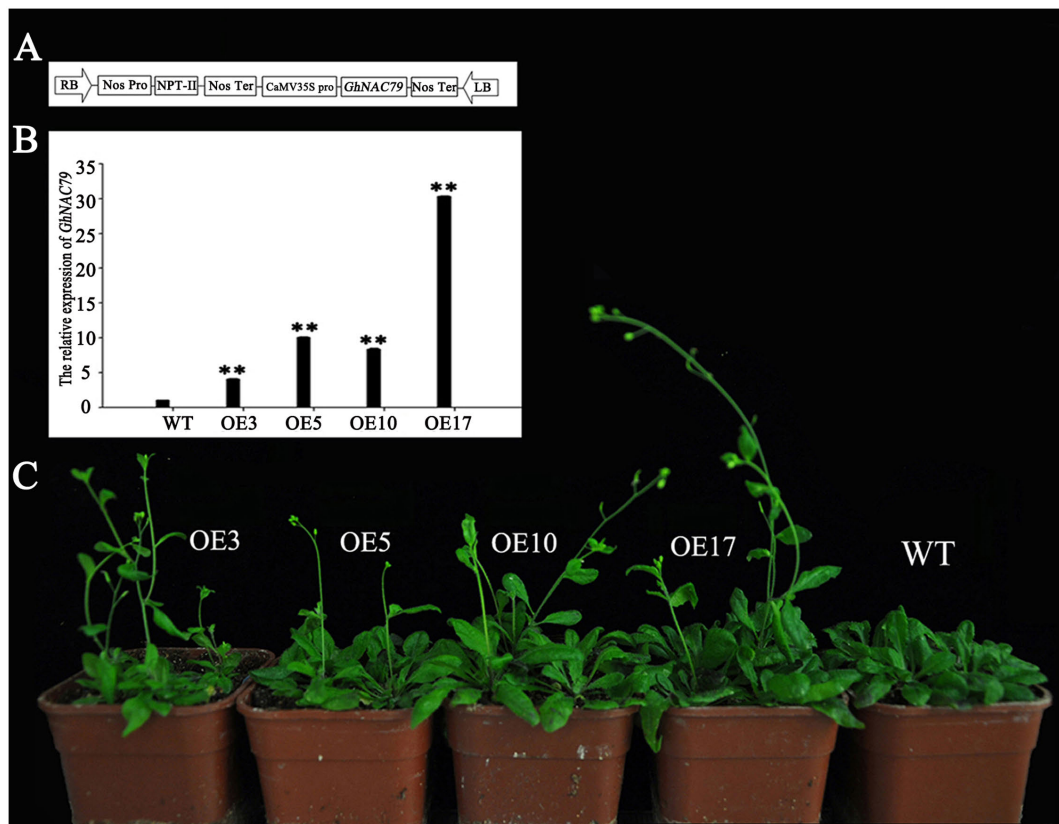 A
RB Nos Pro NPT-II Nos Ter CaMV35S pro GhNAC79 Nos Ter LB
B
The relative expression of GhNAC79
35
30
25
20
15
10
5
0
** ** ** **
WT OE3 OE5 OE10 OE17
C
OE3 OE5 OE10 OE17 WT